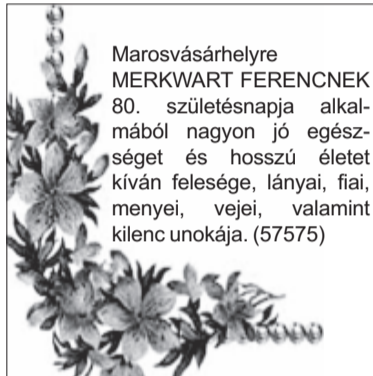 Marosvásárhelyre
MERKWART FERENCNEK
80. születésnapja alkal-
mából nagyon jó egész-
séget és hosszú életet
kíván felesége, lányai, fiai,
menyei, vejei, valamint
kilenc unokája. (57575)